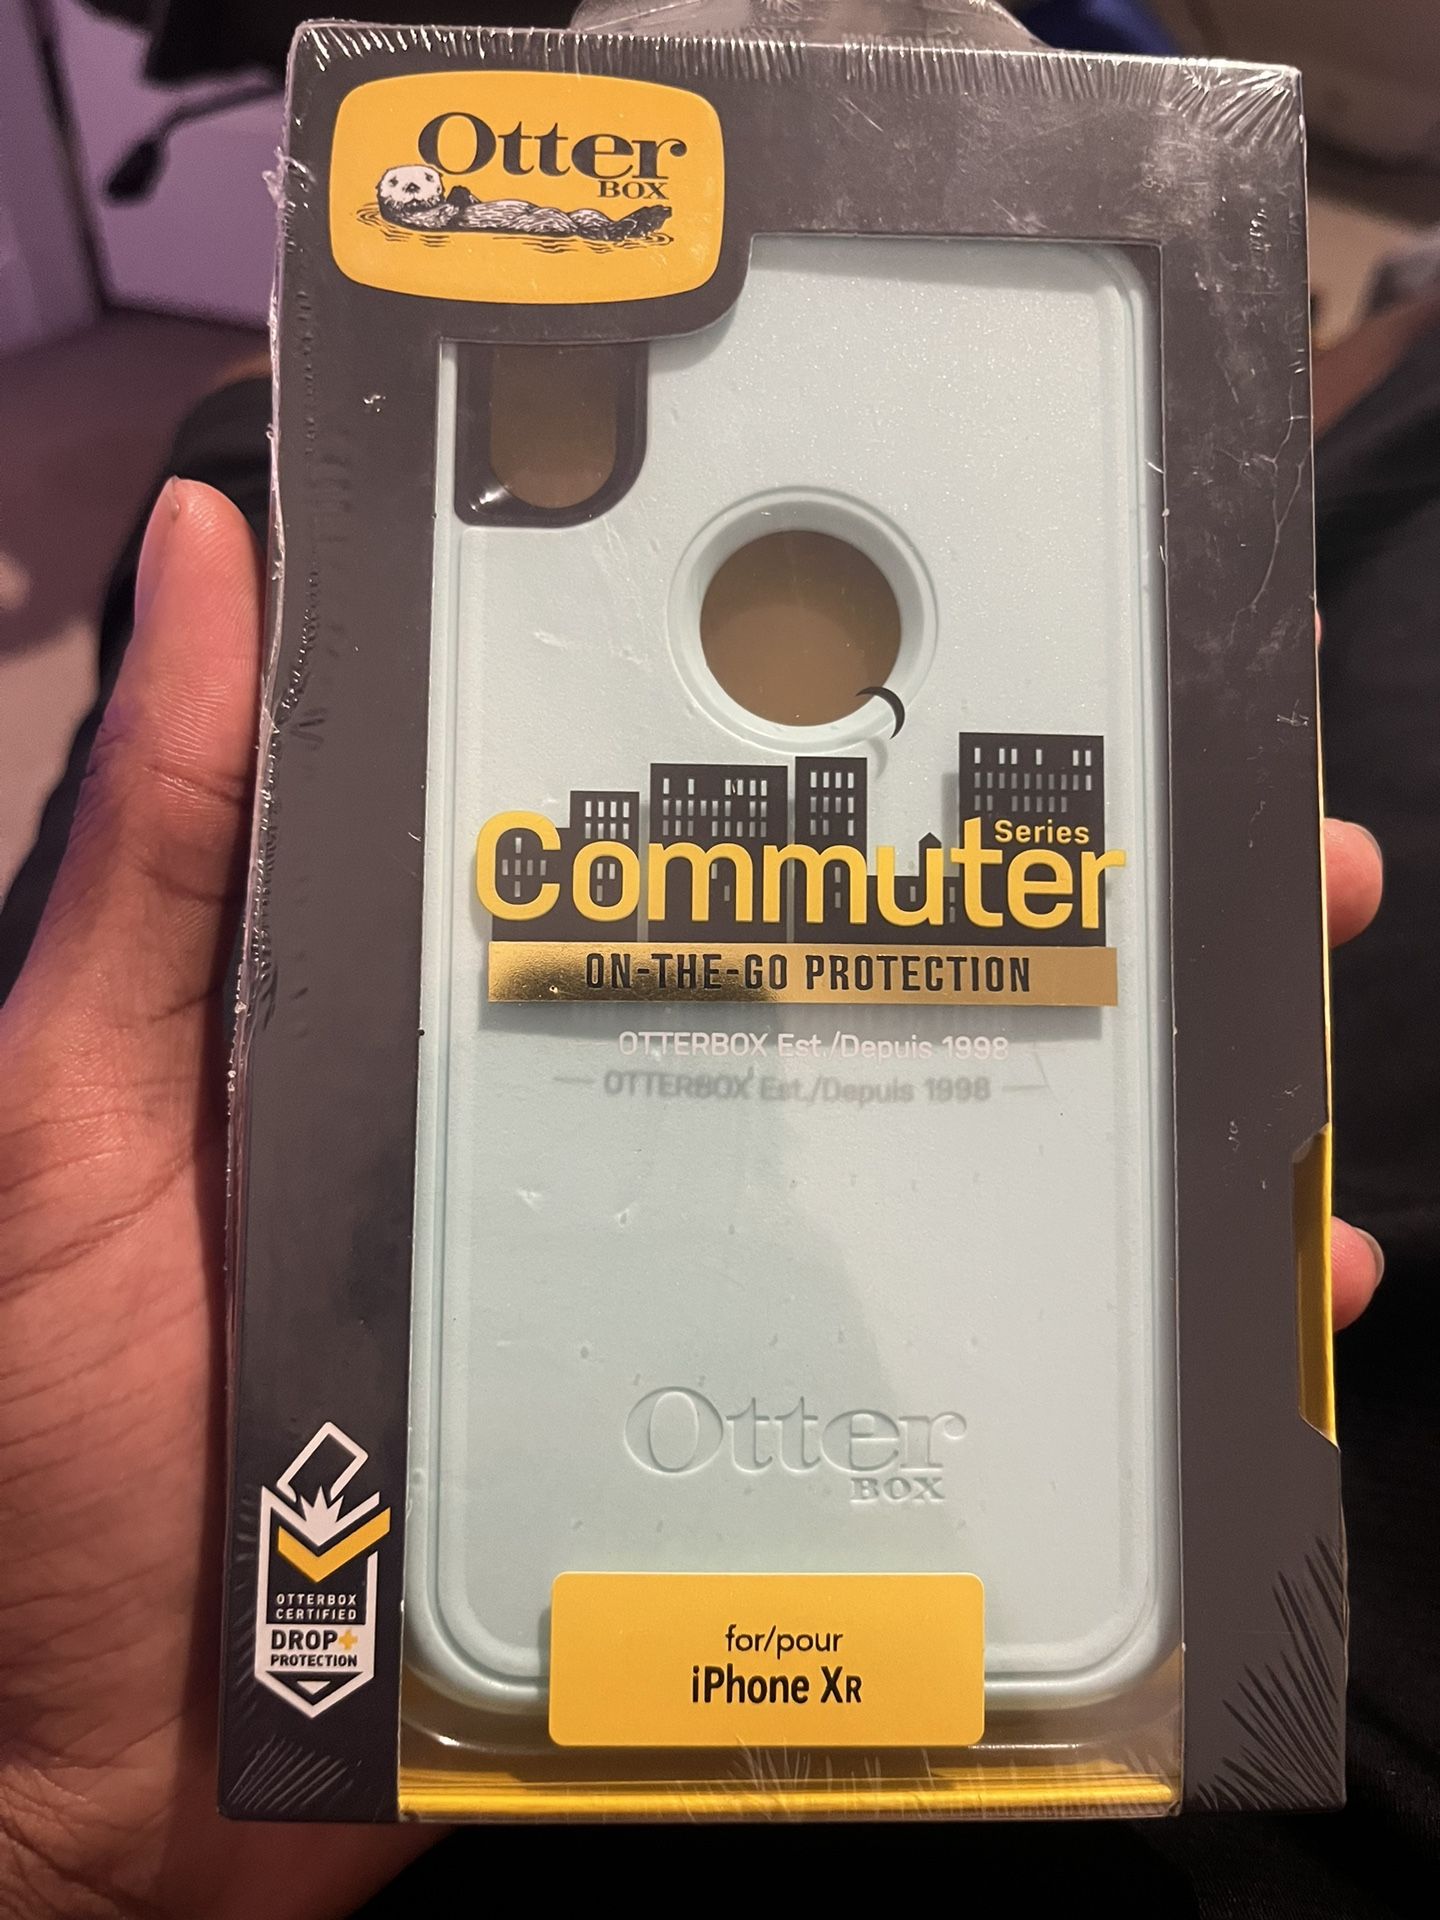 Otter
BOX
Series
Commuter
ON-THE-GO PROTECTION
OTTERBOX Est./Depuis 1998
OTTERBOX Est./Depuis 1998
Otter
BOX
OTTERBOX
CERTIFIED
DROP+
PROTECTION
for/pour
iPhone XR